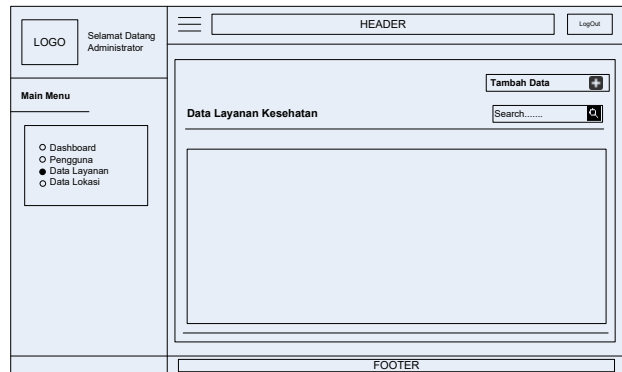 LOGO
Selamat Datang
Administrator
HEADER
LogOut
Main Menu
Dashboard
Pengguna
Data Layanan
Data Lokasi
Tambah Data
Data Layanan Kesehatan
Search.......
FOOTER